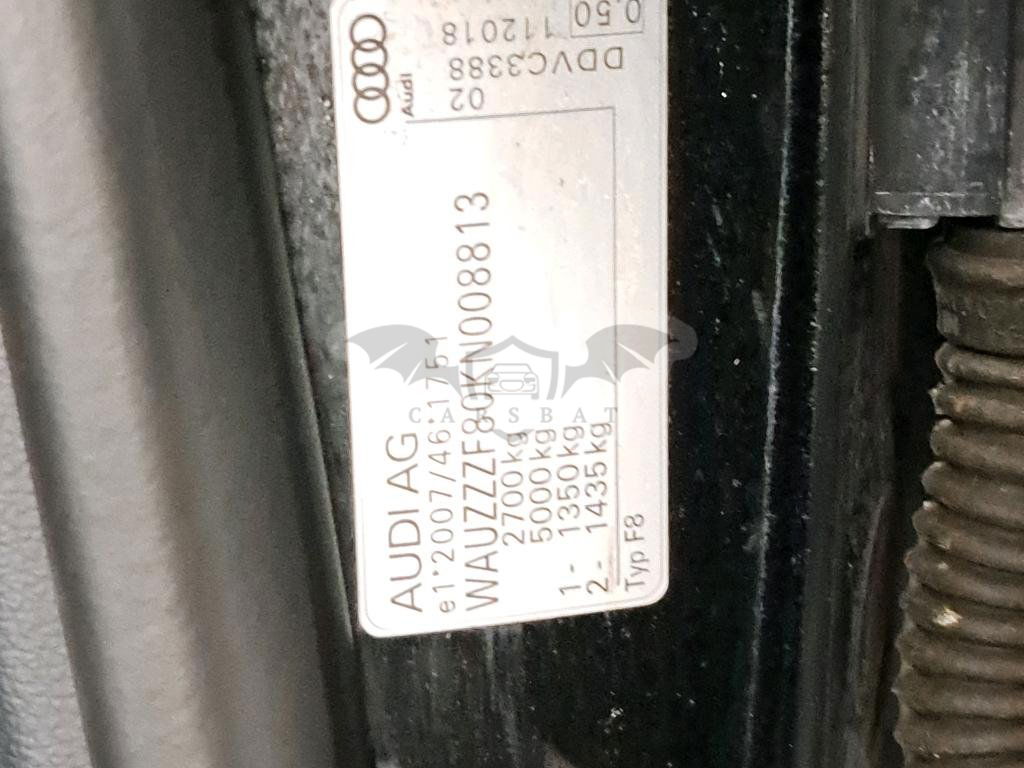 AUDI AG
e1*2007/46:1751
WAUZZZF80KN008813
2700kg
5000kg
1- 1350kg
2- 1435kg
Typ F8
Audi
02
DDVC3388
112018
0.50
CARSBAT